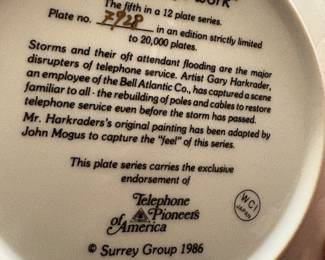 work"
The fifth in a 12 plate series.
Plate no. 7928 in an edition strictly limited
to 20,000 plates.
Storms and their oft attendant flooding are the major
disrupters of telephone service. Artist Gary Harkrader,
an employee of the Bell Atlantic Co., has captured a scene
familiar to all - the rebuilding of poles and cables to restore
telephone service even before the storm has passed.
Mr. Harkraders's original painting has been adapted by
John Mogus to capture the "feel" of this series.
This plate series carries the exclusive
endorsement of
Telephone
Pioneers
of America
WCI
JAPAN
© Surrey Group 1986